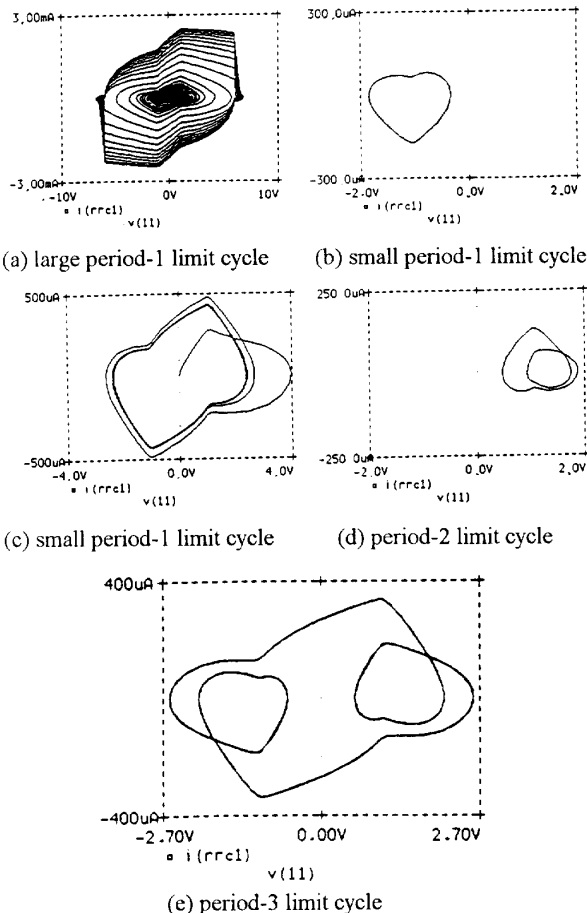 3.00mA
-3.00mA
-10V 0V 10V
▫ i(rrc1)
v(11)
(a) large period-1 limit cycle
300.0uA
-300.0uA
-2.0V 0.0V 2.0V
▫ i(rrc1)
v(11)
(b) small period-1 limit cycle
500uA
-500uA
-4.0V 0.0V 4.0V
▫ i(rrc1)
v(11)
(c) small period-1 limit cycle
250.0uA
-250.0uA
-2.0V 0.0V 2.0V
▫ i(rrc1)
v(11)
(d) period-2 limit cycle
400uA
-400uA
-2.70V 0.00V 2.70V
▫ i(rrc1)
v(11)
(e) period-3 limit cycle